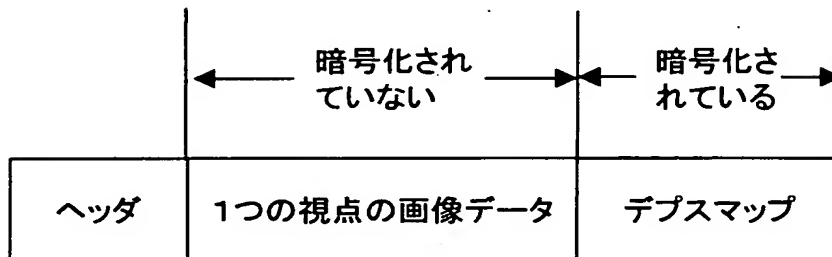 暗号化され
ていない
暗号化さ
れている
ヘッダ
1つの視点の画像データ
デプスマップ